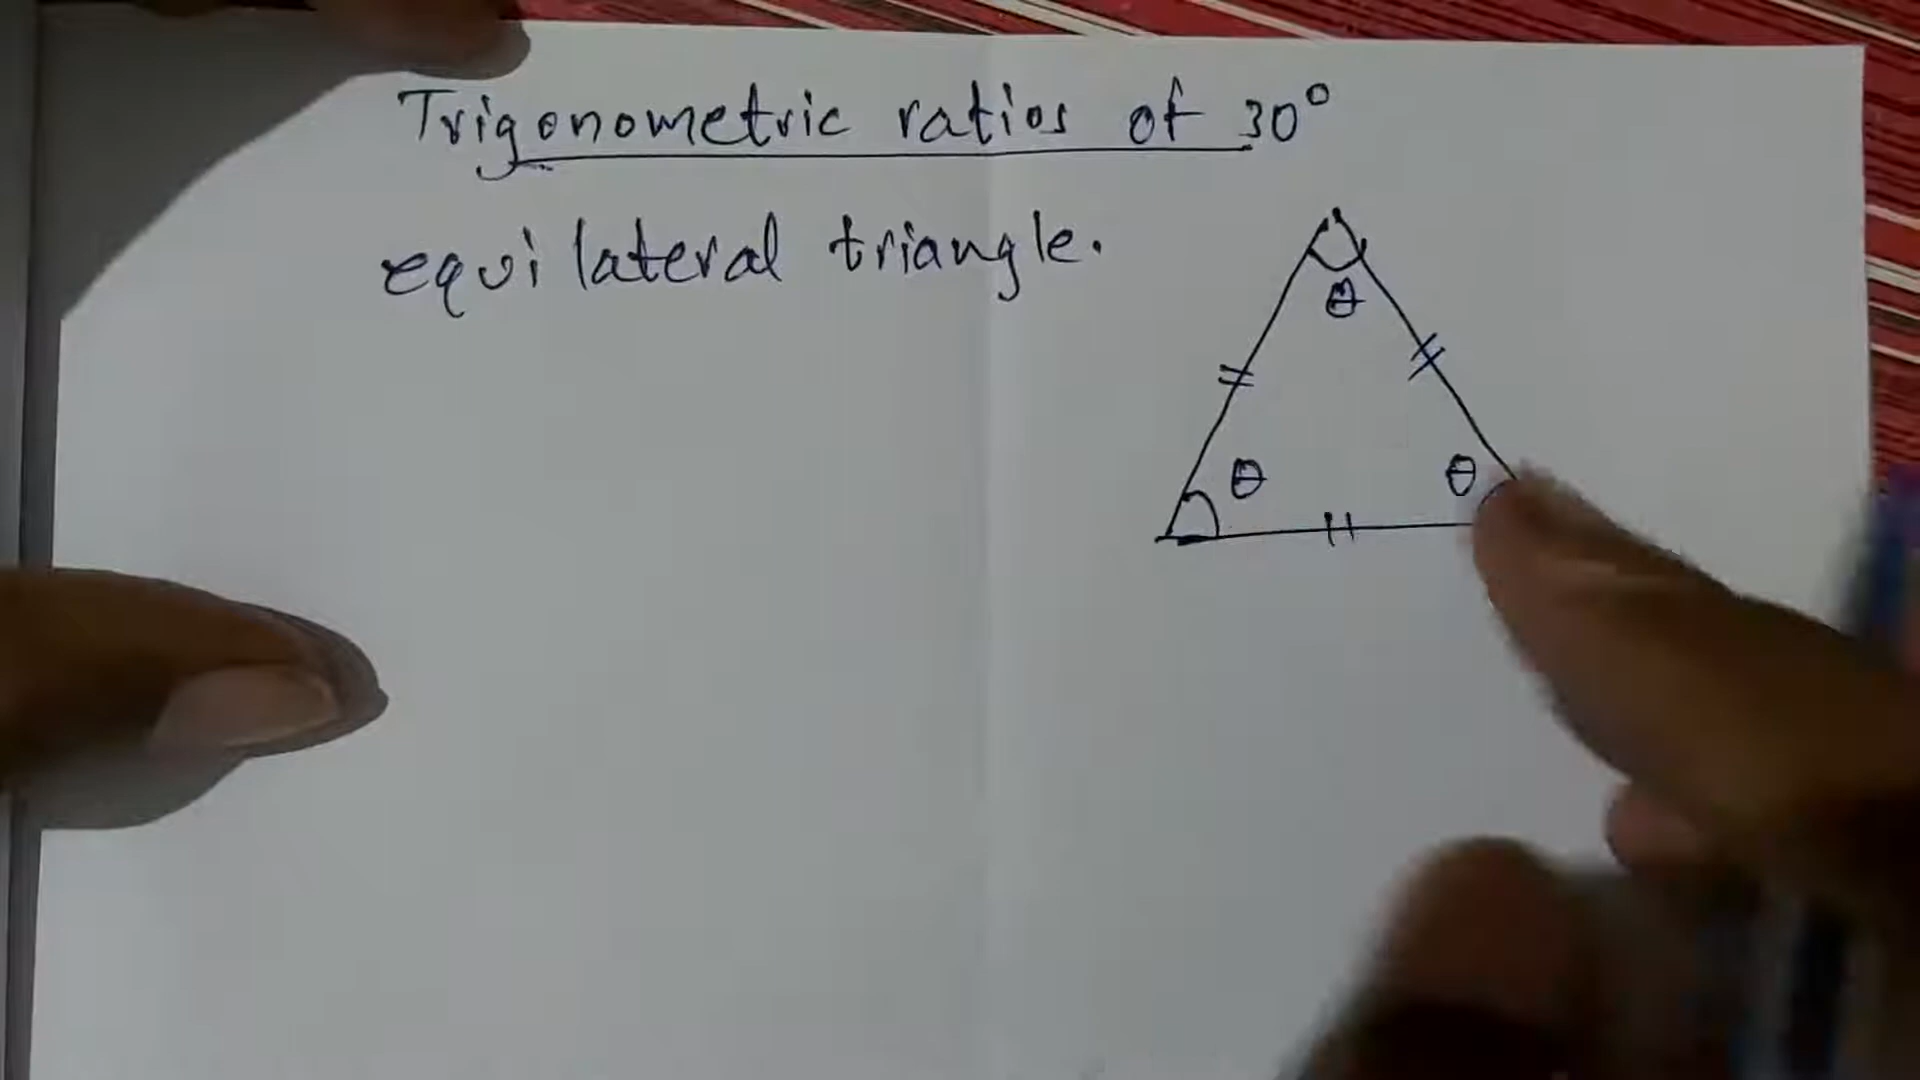 Trigonometric ratios of 30°
equilateral triangle.
θ
θ θ